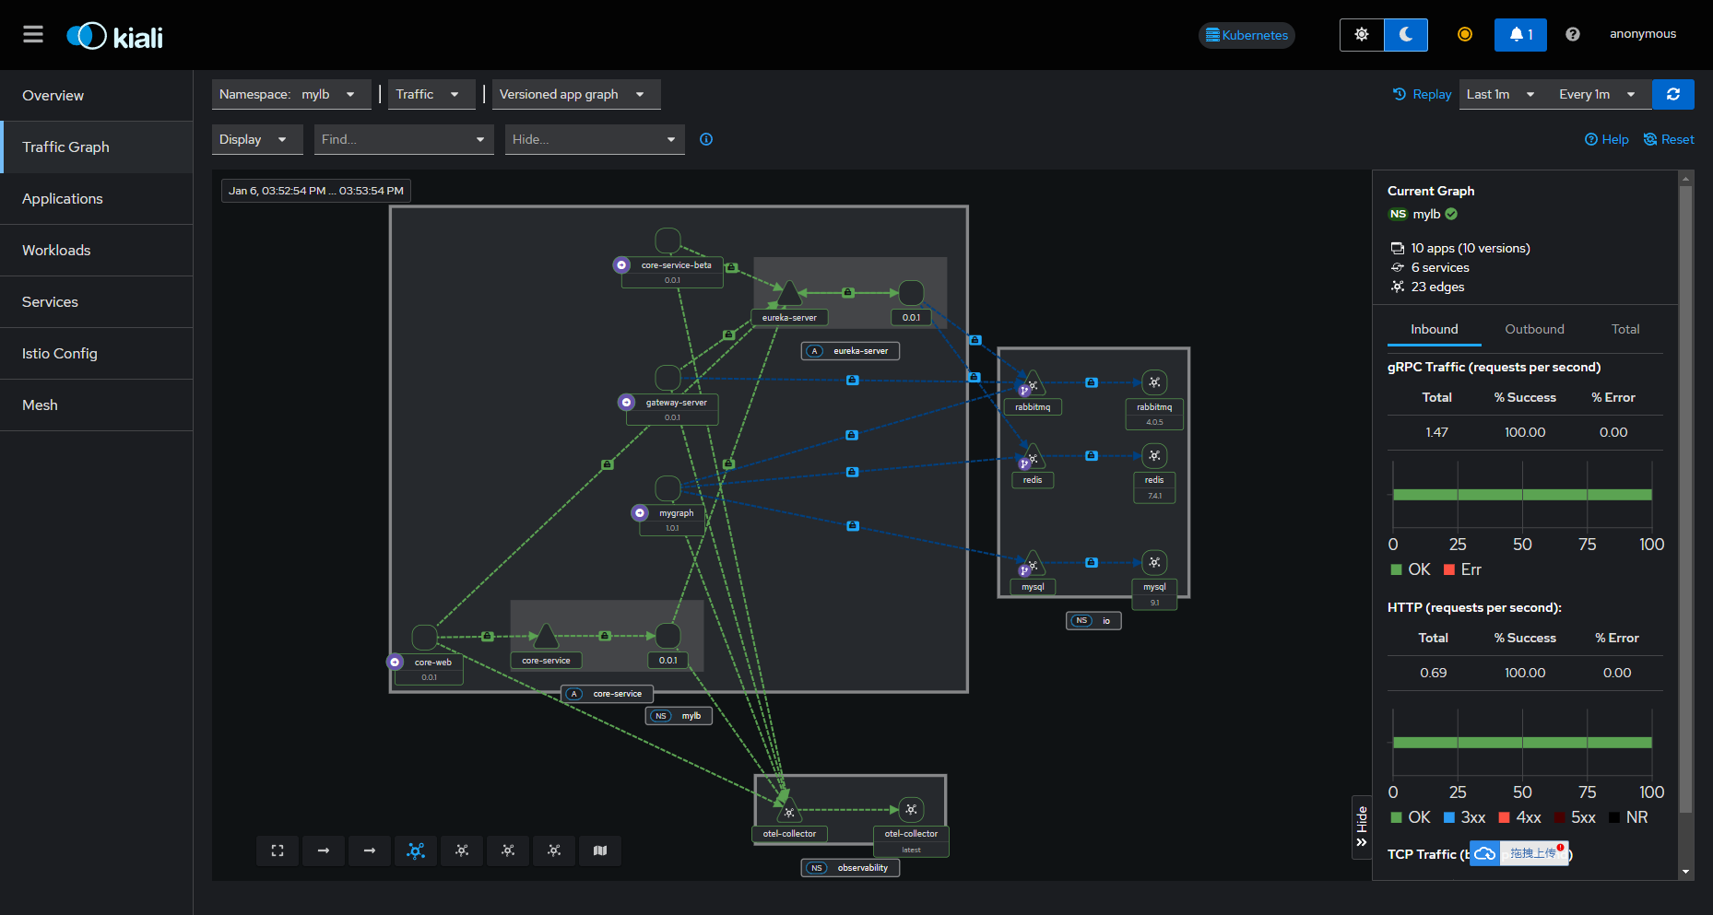 kiali
Kubernetes
1
anonymous
Overview
Traffic Graph
Applications
Workloads
Services
Istio Config
Mesh
Namespace: mylb
Traffic
Versioned app graph
Replay
Last 1m
Every 1m
Display
Find...
Hide...
Help
Reset
Jan 6, 03:52:54 PM ... 03:53:54 PM
core-service-beta
0.0.1
eureka-server
0.0.1
A eureka-server
gateway-server
0.0.1
rabbitmq
rabbitmq
4.0.5
redis
redis
7.4.1
mygraph
1.0.1
mysql
mysql
9.1
NS io
core-web
0.0.1
core-service
0.0.1
A core-service
NS mylb
otel-collector
otel-collector
latest
NS observability
Hide
Current Graph
NS mylb
10 apps (10 versions)
6 services
23 edges
Inbound Outbound Total
gRPC Traffic (requests per second)
Total % Success % Error
1.47 100.00 0.00
0 25 50 75 100
OK Err
HTTP (requests per second):
Total % Success % Error
0.69 100.00 0.00
0 25 50 75 100
OK 3xx 4xx 5xx NR
TCP Traffic (
拖拽上传